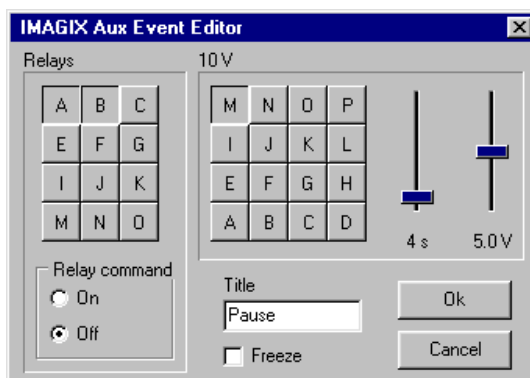 IMAGIX Aux Event Editor
Relays
A B C
E F G
I J K
M N O
Relay command
On
Off
10 V
M N O P
I J K L
E F G H
A B C D
4 s
5.0 V
Title
Pause
Freeze
Ok
Cancel